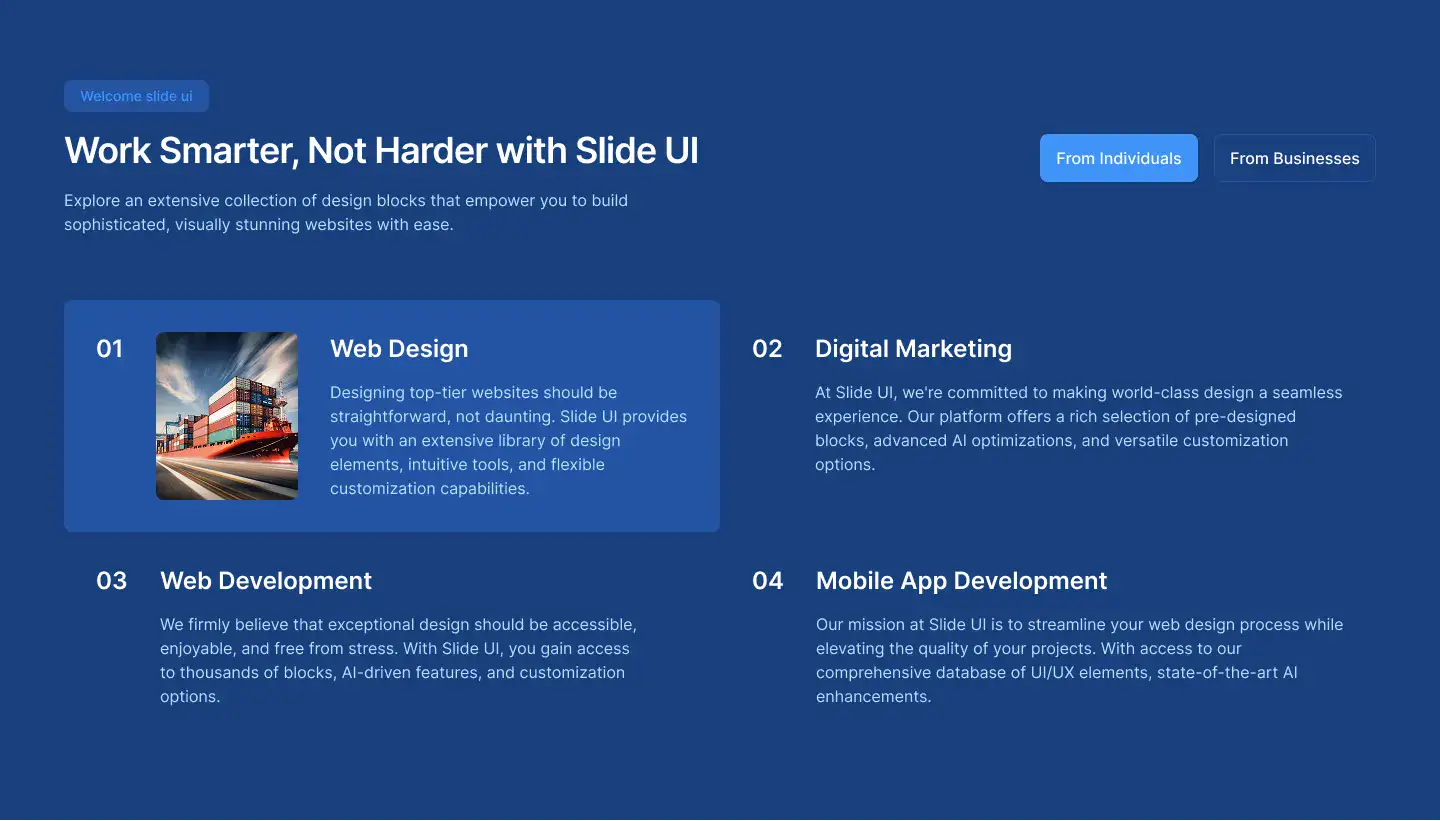 Welcome slide ui
Work Smarter, Not Harder with Slide UI
Explore an extensive collection of design blocks that empower you to build
sophisticated, visually stunning websites with ease.
From Individuals
From Businesses
01
Web Design
Designing top-tier websites should be
straightforward, not daunting. Slide UI provides
you with an extensive library of design
elements, intuitive tools, and flexible
customization capabilities.
02
Digital Marketing
At Slide UI, we're committed to making world-class design a seamless
experience. Our platform offers a rich selection of pre-designed
blocks, advanced AI optimizations, and versatile customization
options.
03
Web Development
We firmly believe that exceptional design should be accessible,
enjoyable, and free from stress. With Slide UI, you gain access
to thousands of blocks, AI-driven features, and customization
options.
04
Mobile App Development
Our mission at Slide UI is to streamline your web design process while
elevating the quality of your projects. With access to our
comprehensive database of UI/UX elements, state-of-the-art AI
enhancements.